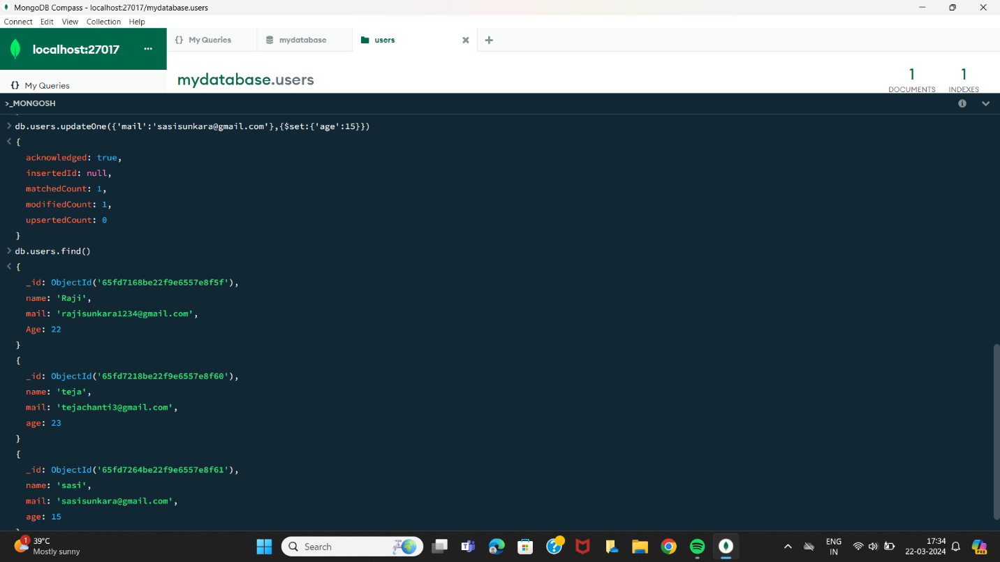 MongoDB Compass - localhost:27017/mydatabase.users
Connect Edit View Collection Help
localhost:27017 ... {} My Queries mydatabase users
{} My Queries
mydatabase.users
1 DOCUMENTS
1 INDEXES
>_MONGOSH
> db.users.updateOne({'mail':'sasisunkara@gmail.com'},{$set:{'age':15}})
< {
acknowledged: true,
insertedId: null,
matchedCount: 1,
modifiedCount: 1,
upsertedCount: 0
}
> db.users.find()
< {
_id: ObjectId('65fd7168be22f9e6557e8f5f'),
name: 'Raji',
mail: 'rajisunkara1234@gmail.com',
Age: 22
}
{
_id: ObjectId('65fd7218be22f9e6557e8f60'),
name: 'teja',
mail: 'tejachanti3@gmail.com',
age: 23
}
{
_id: ObjectId('65fd7264be22f9e6557e8f61'),
name: 'sasi',
mail: 'sasisunkara@gmail.com',
age: 15
1
39°C
Mostly sunny
Search
ENG
IN
17:34
22-03-2024
PRE